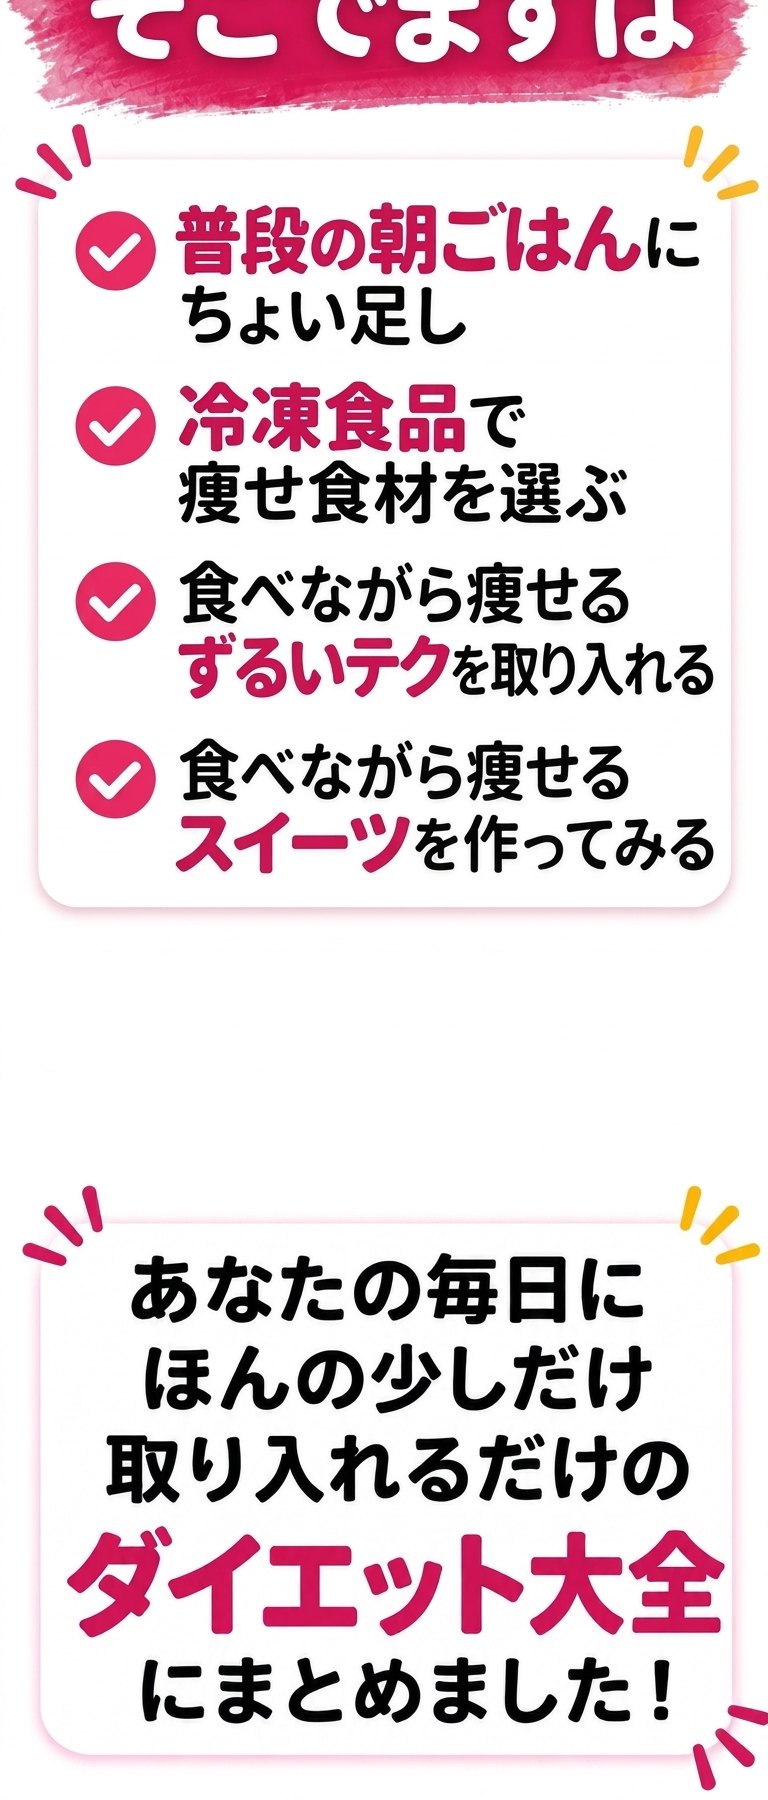 そこでまずは
普段の朝ごはんに
ちょい足し
冷凍食品で
痩せ食材を選ぶ
食べながら痩せる
ずるいテクを取り入れる
食べながら痩せる
スイーツを作ってみる
あなたの毎日に
ほんの少しだけ
取り入れるだけの
ダイエット大全
にまとめました！